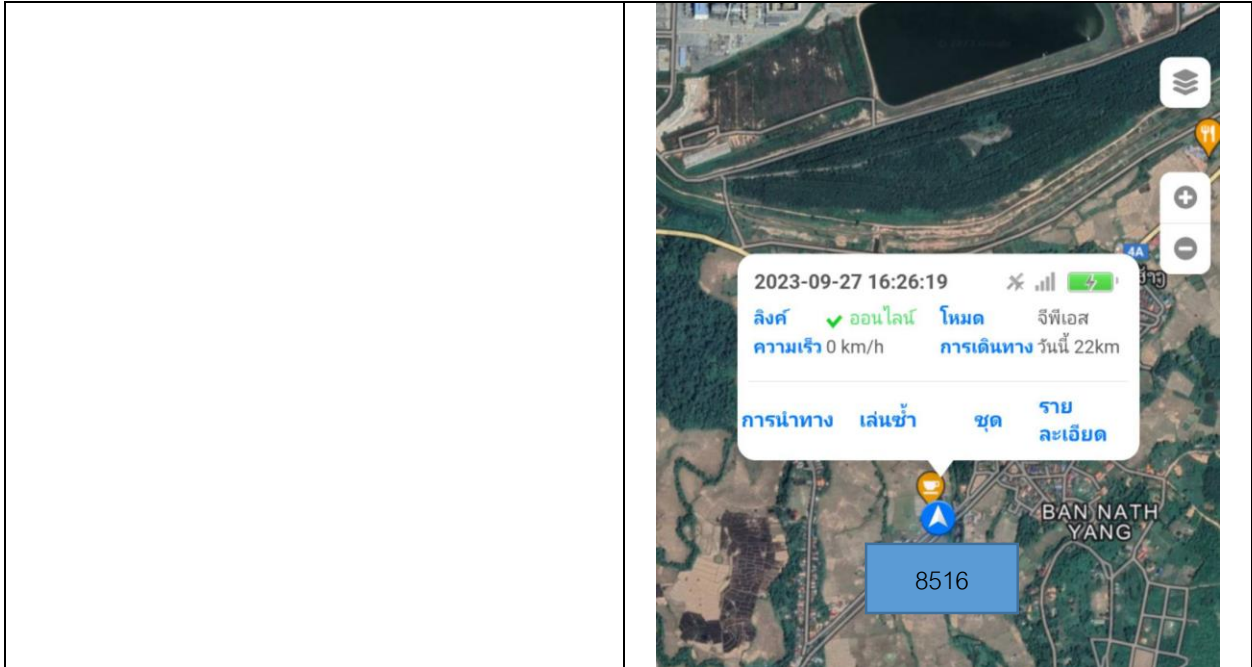 4A
2023-09-27 16:26:19
ลิงค์ ออนไลน์ โหมด จีพีเอส
ความเร็ว 0 km/h การเดินทาง วันนี้ 22km
การนำทาง เล่นซ้ำ ชุด ราย
ละเอียด
BAN NATH
YANG
8516